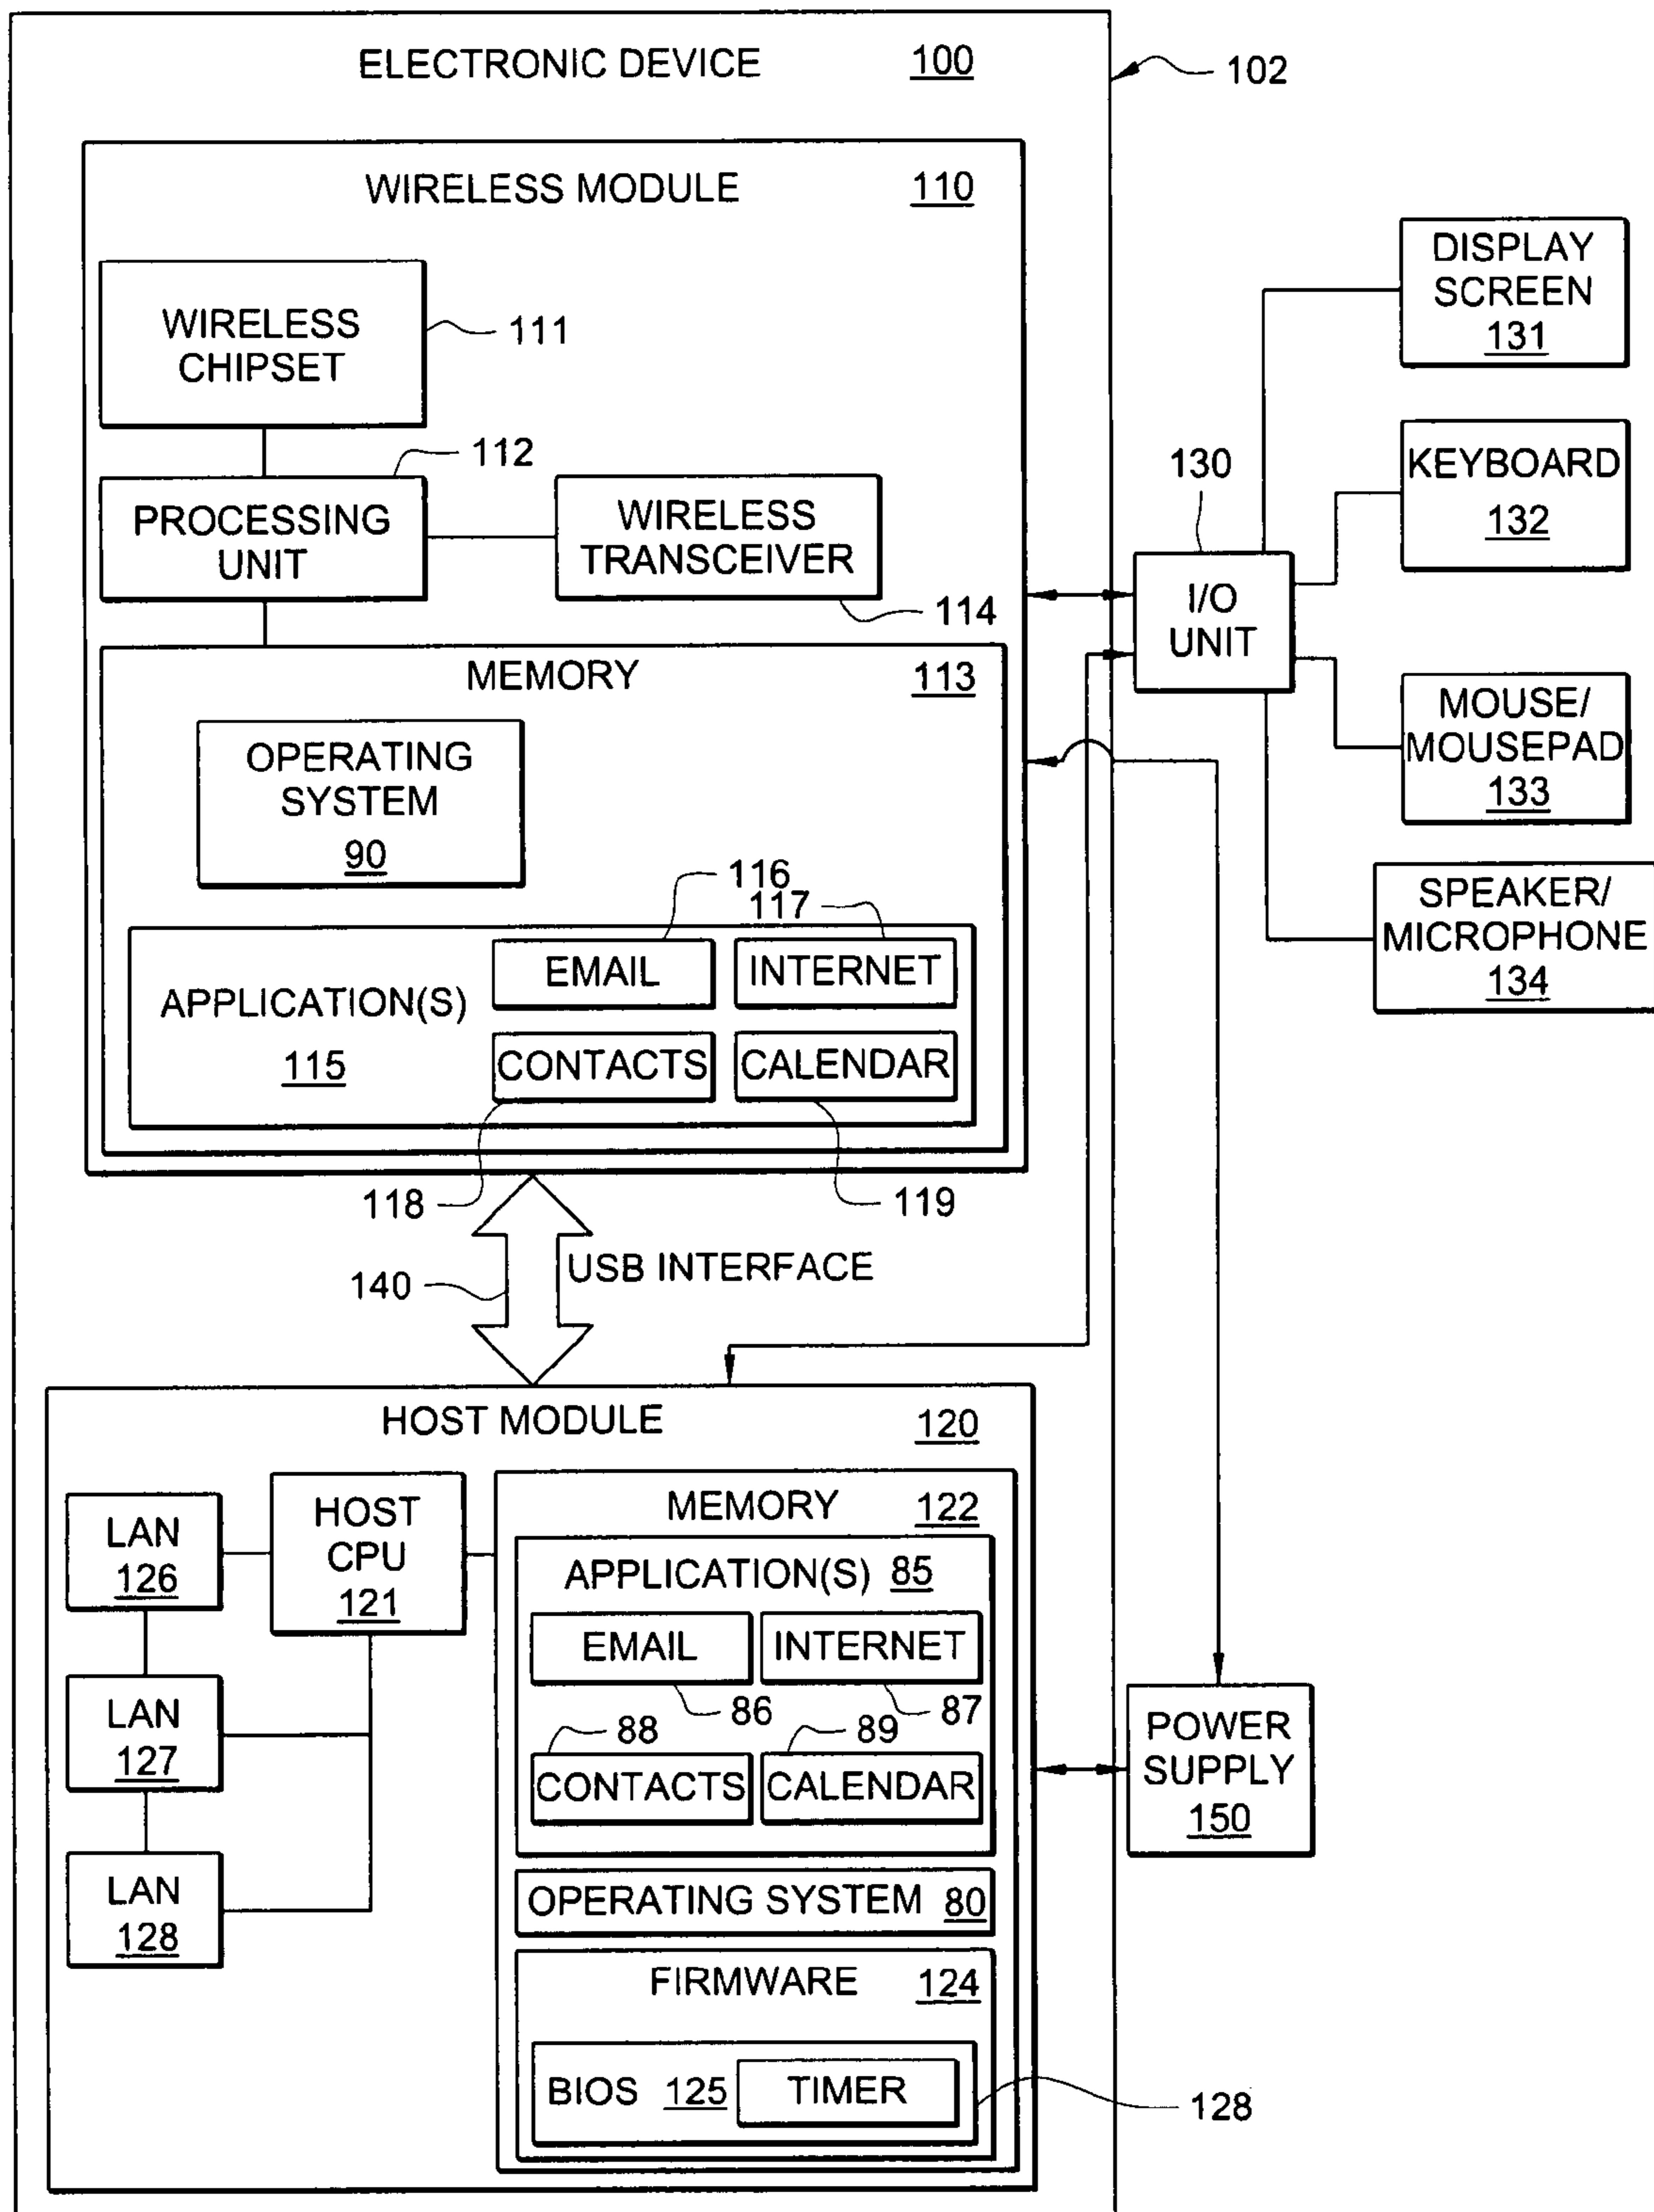 ELECTRONIC DEVICE 100
102
WIRELESS MODULE 110
WIRELESS
CHIPSET
111
112
PROCESSING
UNIT
WIRELESS
TRANSCEIVER
114
MEMORY 113
OPERATING
SYSTEM
90
116
117
APPLICATION(S)
115
EMAIL
INTERNET
CONTACTS
CALENDAR
118
119
140
USB INTERFACE
130
I/O
UNIT
DISPLAY
SCREEN
131
KEYBOARD
132
MOUSE/
MOUSEPAD
133
SPEAKER/
MICROPHONE
134
HOST MODULE 120
LAN
126
HOST
CPU
121
LAN
127
LAN
128
MEMORY 122
APPLICATION(S) 85
EMAIL
INTERNET
86
87
88
89
CONTACTS
CALENDAR
OPERATING SYSTEM 80
FIRMWARE 124
BIOS 125
TIMER
128
POWER
SUPPLY
150